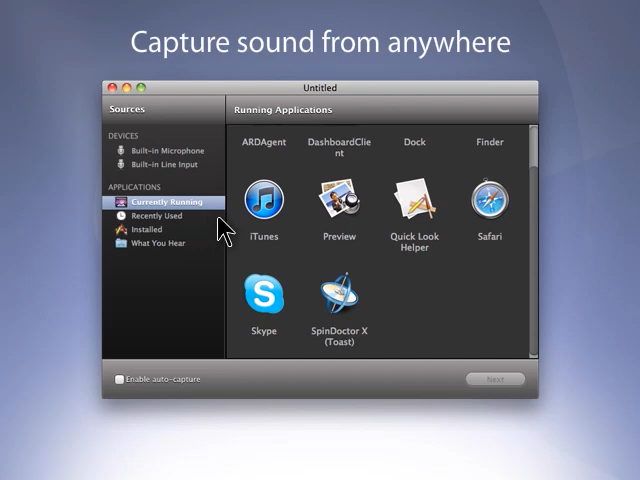 Capture sound from anywhere
Untitled
Sources
Running Applications
DEVICES
Built-in Microphone
Built-in Line Input
APPLICATIONS
Currently Running
Recently Used
Installed
What You Hear
ARDAgent
DashboardClie
nt
Dock
Finder
iTunes
Preview
Quick Look
Helper
Safari
Skype
SpinDoctor X
(Toast)
Enable auto-capture
Next